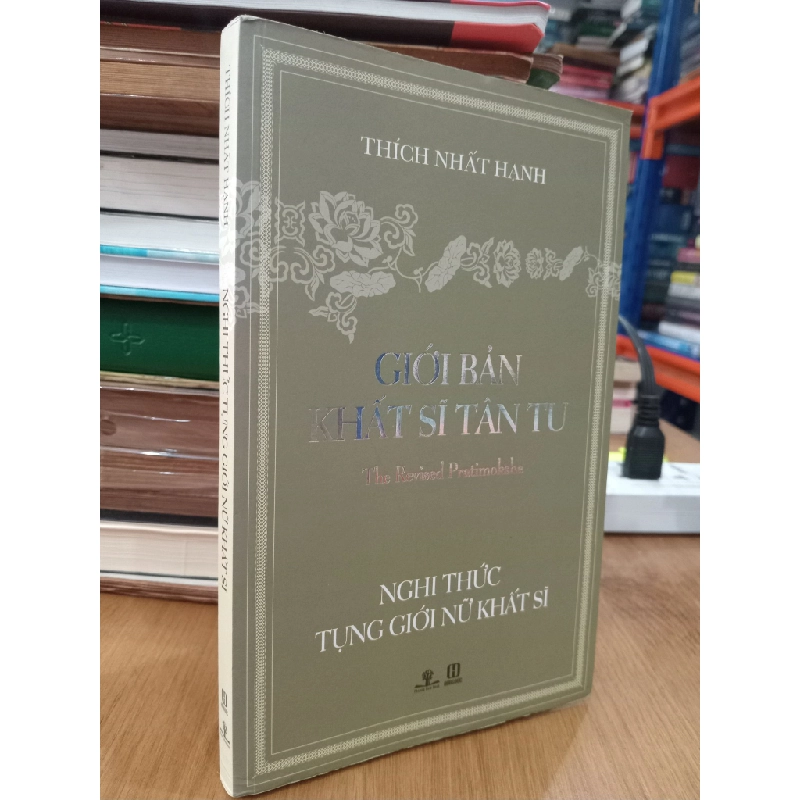 THÍCH NHẤT HẠNH
GIỚI BẢN
KHẤT SĨ TÂN TU
The Revised Pratimoksha
NGHI THỨC
TỤNG GIỚI NỮ KHẤT SĨ
THÍCH NHẤT HẠNH NGHI THỨC TỤNG GIỚI NỮ KHẤT SĨ